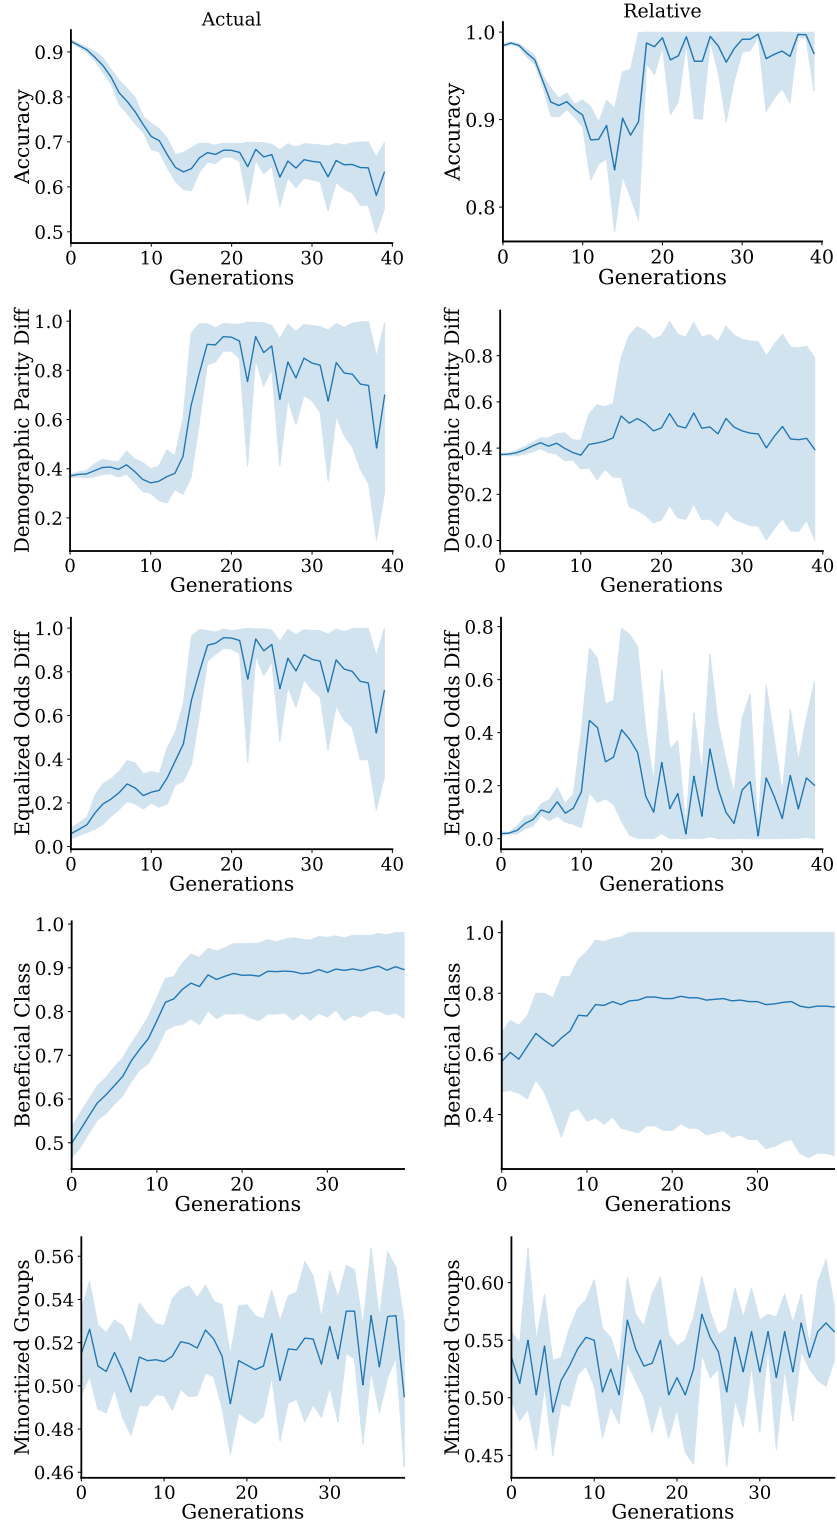 Actual
Relative
0.9
0.8
0.7
0.6
0.5
Accuracy
0 10 20 30 40
Generations
1.0
0.9
0.8
Accuracy
0 10 20 30 40
Generations
1.0
0.8
0.6
0.4
0.2
Demographic Parity Diff
0 10 20 30 40
Generations
0.8
0.6
0.4
0.2
0.0
Demographic Parity Diff
0 10 20 30 40
Generations
1.0
0.8
0.6
0.4
0.2
0.0
Equalized Odds Diff
0 10 20 30 40
Generations
0.8
0.6
0.4
0.2
0.0
Equalized Odds Diff
0 10 20 30 40
Generations
1.0
0.9
0.8
0.7
0.6
0.5
Beneficial Class
0 10 20 30
Generations
1.0
0.8
0.6
0.4
Beneficial Class
0 10 20 30
Generations
0.56
0.54
0.52
0.50
0.48
0.46
Minoritized Groups
0 10 20 30
Generations
0.60
0.55
0.50
0.45
Minoritized Groups
0 10 20 30
Generations